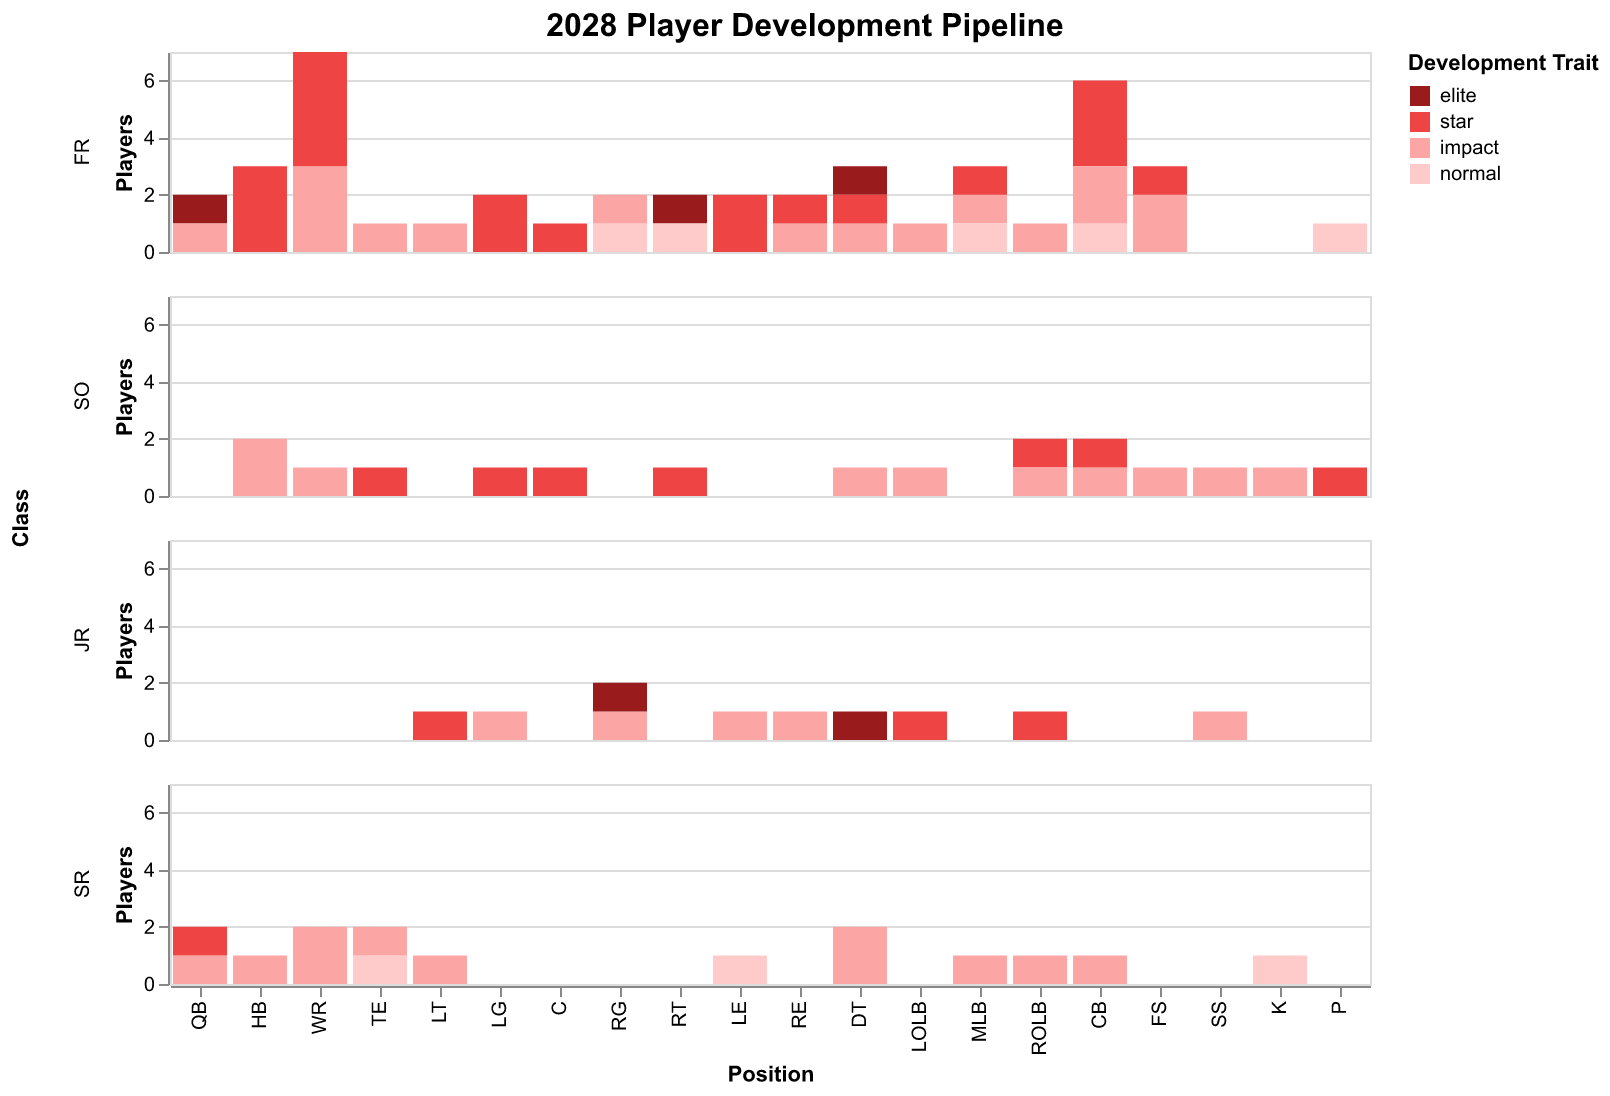 2028 Player Development Pipeline
Development Trait
elite
star
impact
normal
Class
FR
Players
6
4
2
0
SO
Players
6
4
2
0
JR
Players
6
4
2
0
SR
Players
6
4
2
0
QB
HB
WR
TE
LT
LG
C
RG
RT
LE
RE
DT
LOLB
MLB
ROLB
CB
FS
SS
K
P
Position